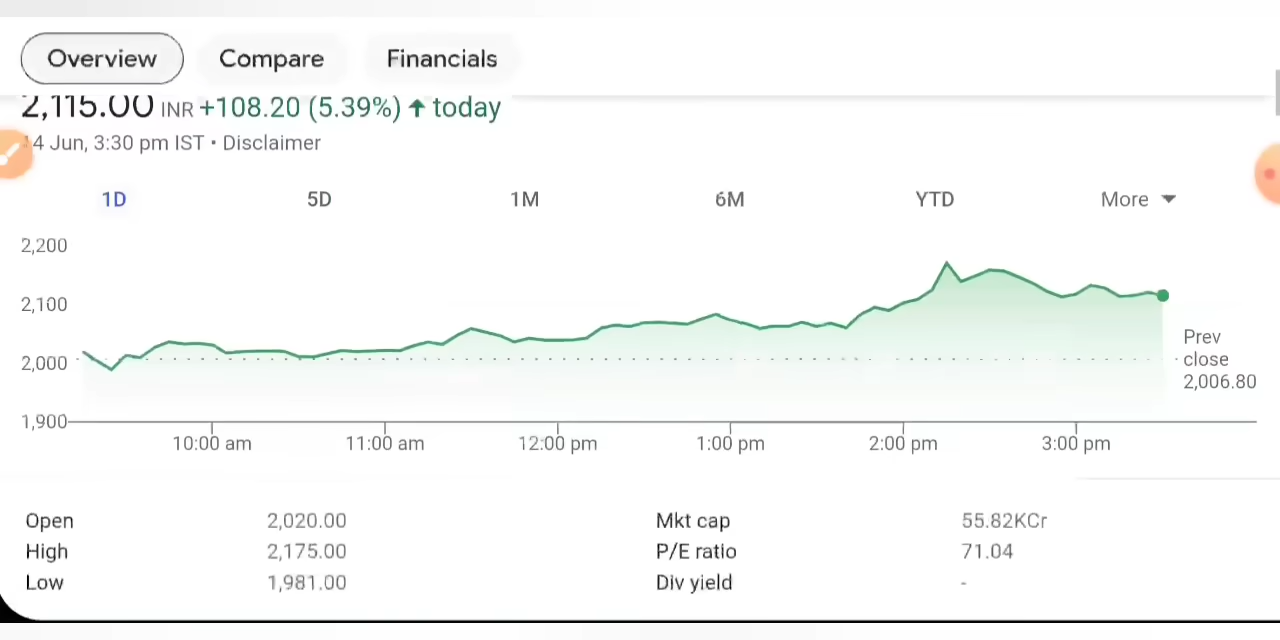 Overview Compare Financials
2,115.00 INR +108.20 (5.39%) ↑ today
4 Jun, 3:30 pm IST • Disclaimer
1D 5D 1M 6M YTD More
2,200
2,100
2,000
1,900
Prev
close
2,006.80
10:00 am 11:00 am 12:00 pm 1:00 pm 2:00 pm 3:00 pm
Open 2,020.00 Mkt cap 55.82KCr
High 2,175.00 P/E ratio 71.04
Low 1,981.00 Div yield -